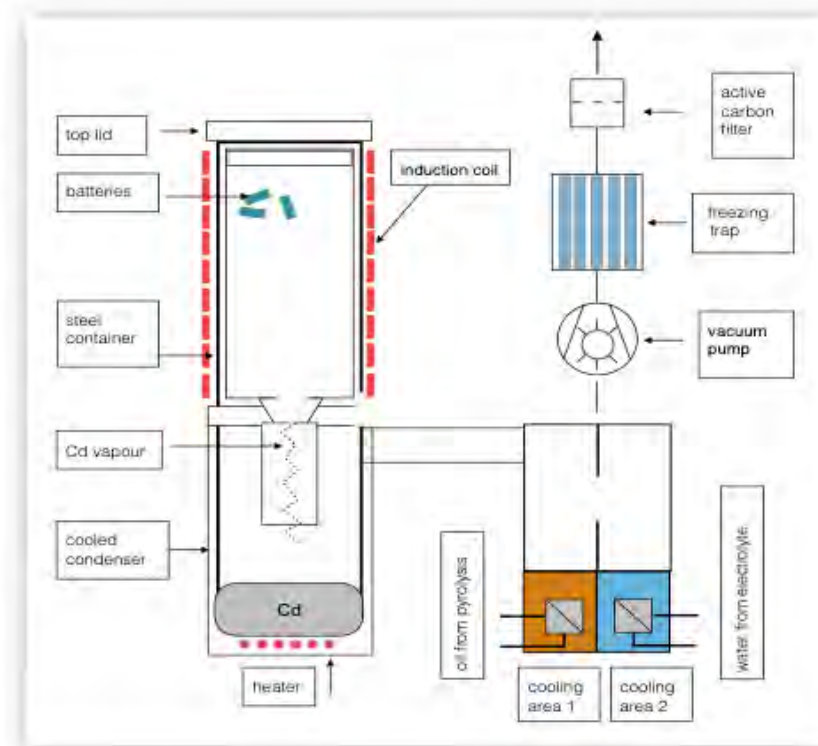 top lid
batteries
steel
container
Cd vapour
cooled
condenser
Cd
heater
induction coil
active
carbon
filter
freezing
trap
vacuum
pump
oil from pyrolysis
water from electrolyte
cooling
area 1
cooling
area 2